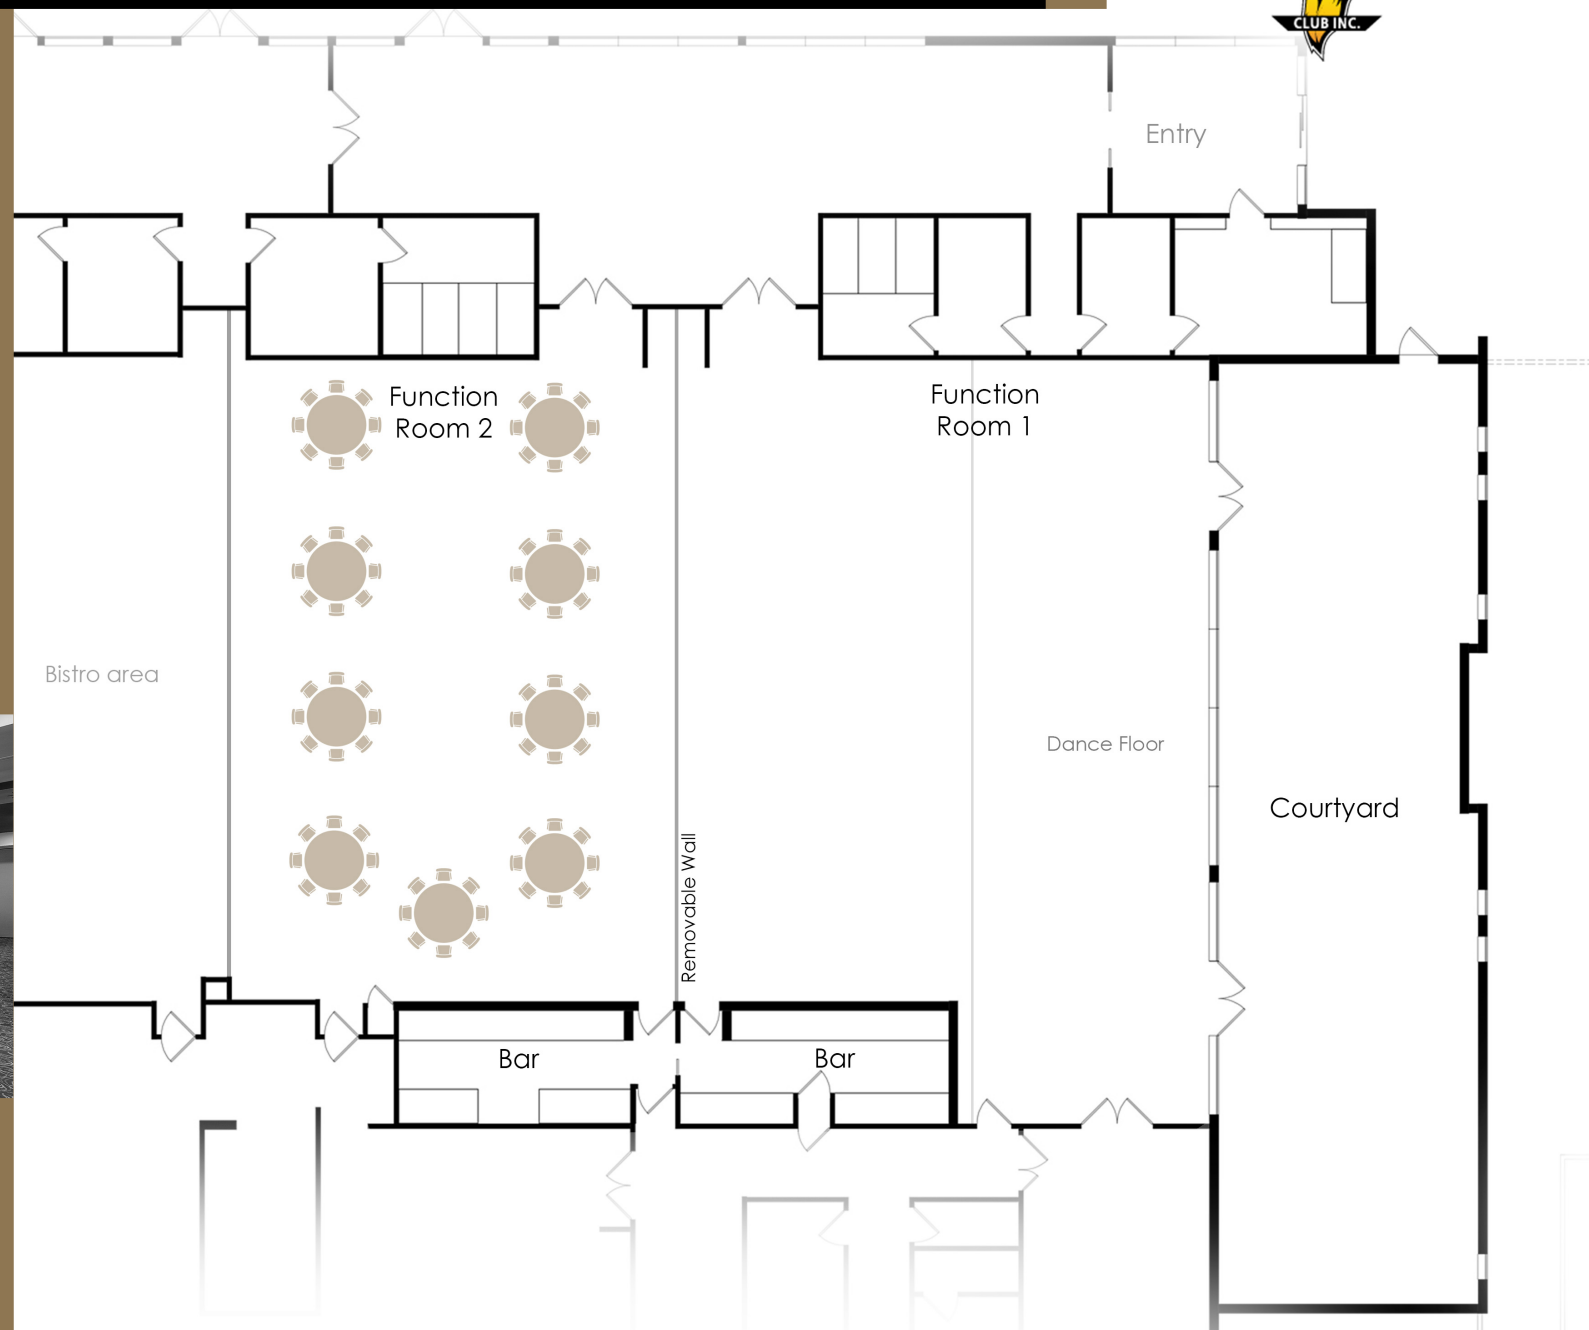 CLUB INC.
Entry
Function
Room 2
Function
Room 1
Bistro area
Dance Floor
Courtyard
Removable Wall
Bar
Bar